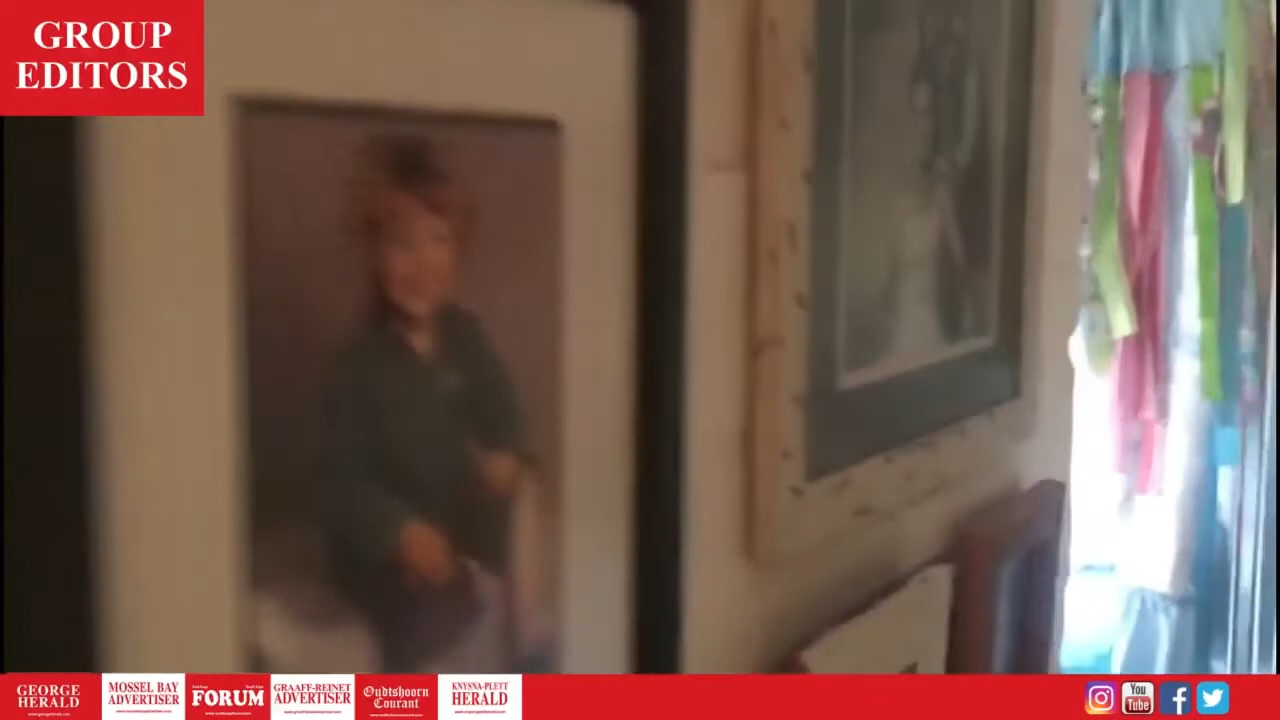 GROUP
EDITORS
GEORGE
HERALD
MOSSEL BAY
ADVERTISER
FORUM
GRAAFF-REINET
ADVERTISER
Oudtshoorn
Courant
KNYSNA-PLETT
HERALD
You
Tube